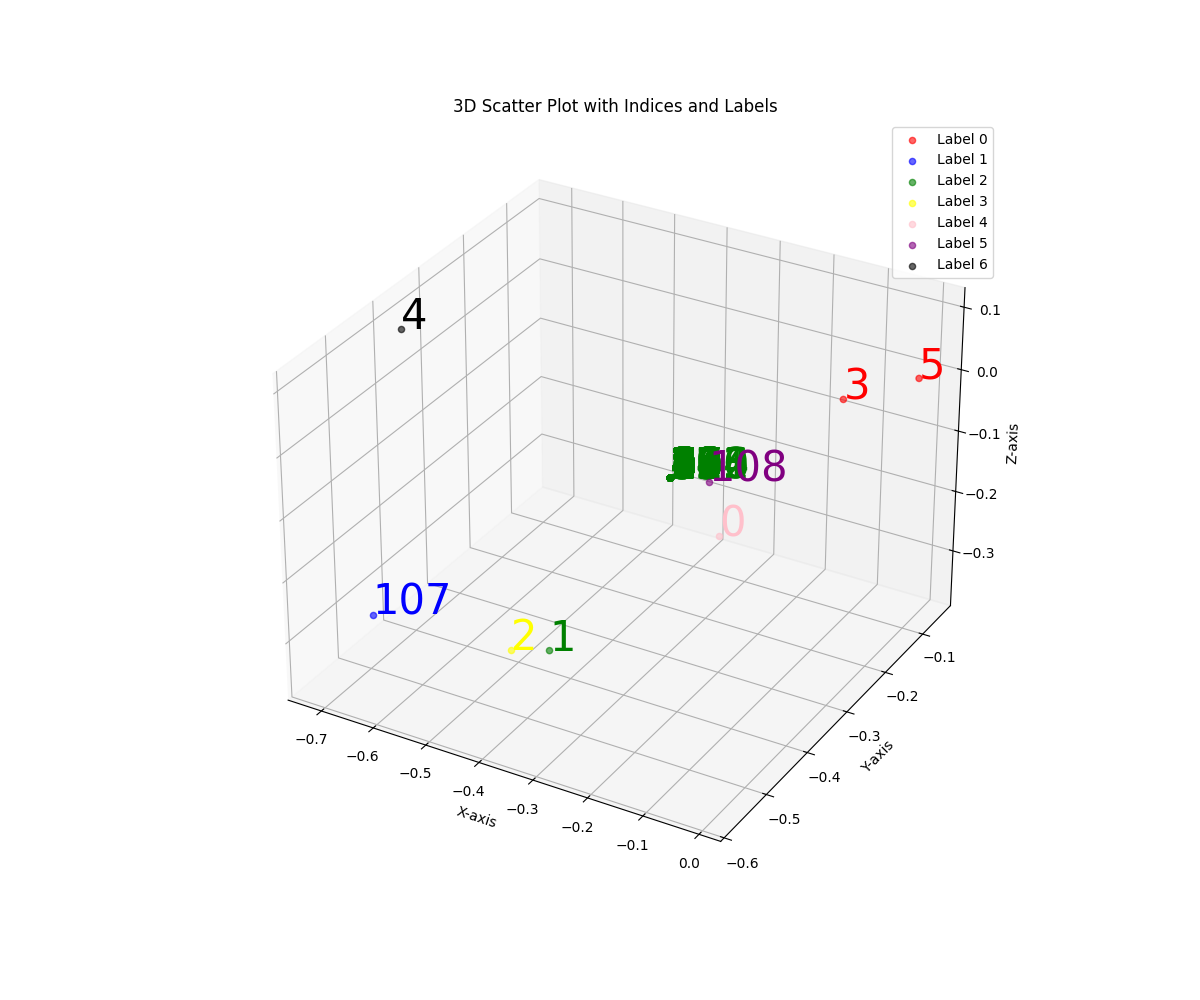 3D Scatter Plot with Indices and Labels
Label 0
Label 1
Label 2
Label 3
Label 4
Label 5
Label 6
4
5
3
108
0
107
2
1
0.1
0.0
−0.1
−0.2
−0.3
Z-axis
−0.1
−0.2
−0.3
−0.4
−0.5
−0.6
Y-axis
−0.7
−0.6
−0.5
−0.4
−0.3
−0.2
−0.1
0.0
X-axis